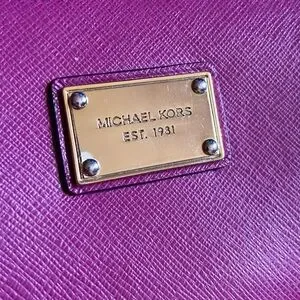 MICHAEL KORS
EST. 1931